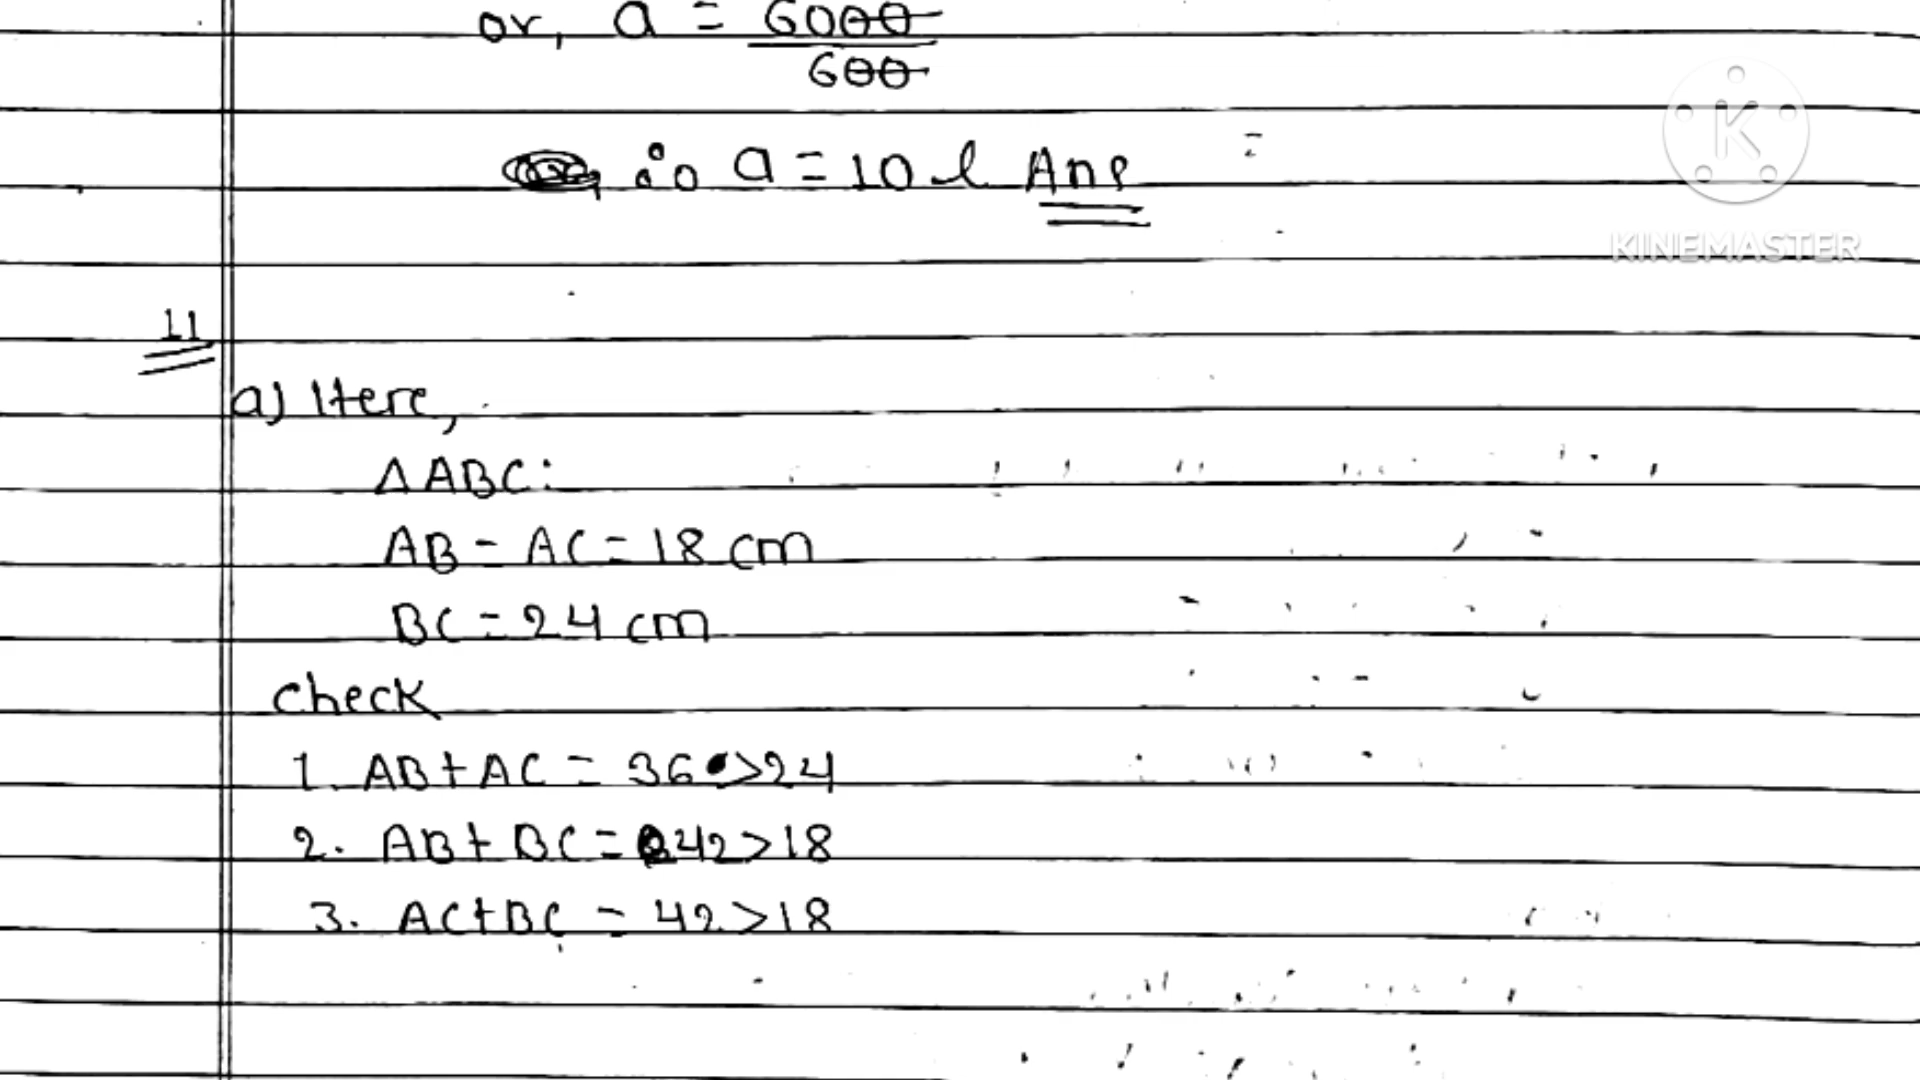 or, a = 6000
600
∴ a = 10 l Ans
K
KINEMASTER
11
a) Here,
△ABC:
AB = AC = 18 cm
BC = 24 cm
check
1. AB + AC = 36 > 24
2. AB + BC = 42 > 18
3. AC + BC = 42 > 18